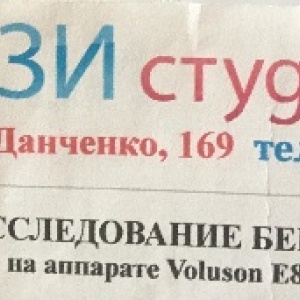 ЗИ студ
Данченко, 169 тел
ССЛЕДОВАНИЕ БЕ
на аппарате Voluson E8